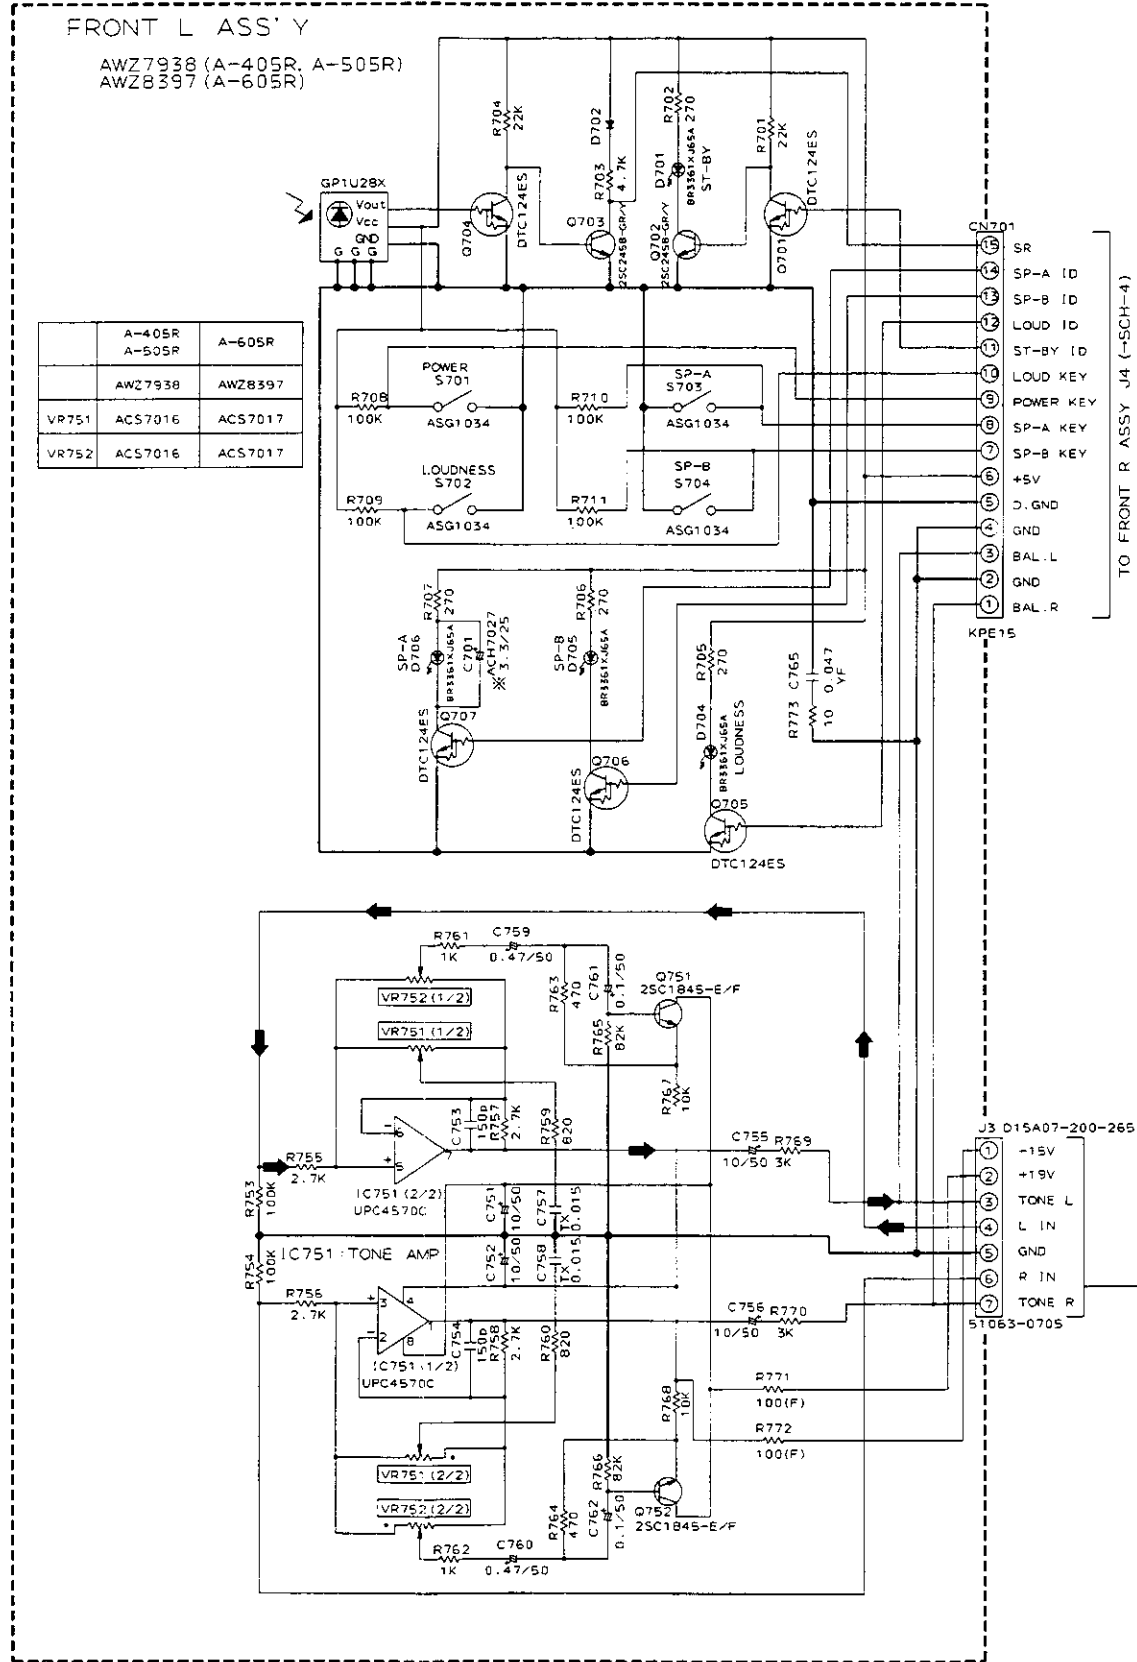 FRONT L ASS'Y
AWZ7938 (A-405R, A-505R)
AWZ8397 (A-605R)
R704
22K
D702
R703
4.7K
R702
270
D701
BR3361XJ65A
ST-BY
R701
22K
DTC124ES
GP1U28X
Vout
Vcc
GND
G G G
Q704
DTC124ES
Q703
2SC2458-GR/Y
Q702
2SC2458-GR/Y
Q701
CN701
15 SR
14 SP-A ID
13 SP-B ID
12 LOUD ID
11 ST-BY ID
10 LOUD KEY
9 POWER KEY
8 SP-A KEY
7 SP-B KEY
6 +5V
5 D.GND
4 GND
3 BAL.L
2 GND
1 BAL.R
KPE15
TO FRONT R ASSY J4 (→SCH-4)
A-405R
A-505R
A-605R
AWZ7938 AWZ8397
VR751 ACS7016 ACS7017
VR752 ACS7016 ACS7017
POWER
S701
R708
100K
ASG1034
SP-A
S703
R710
100K
ASG1034
LOUDNESS
S702
R709
100K
ASG1034
SP-B
S704
R711
100K
ASG1034
R707
270
SP-A
D706
BR3361XJ65A
C701
ACH7027
※ 3.3/25
R706
270
SP-B
D705
BR3361XJ65A
R705
270
D704
BR3361XJ65A
LOUDNESS
R773 C765
10 0.047
YF
Q707
DTC124ES
Q706
DTC124ES
Q705
DTC124ES
R761
1K
C759
0.47/50
VR752 (1/2)
VR751 (1/2)
R763
470
C761
0.1/50
R765
82K
Q751
2SC1845-E/F
R767
10K
C753
150p
R757
2.7K
R759
820
6
5
7
R755
2.7K
IC751 (2/2)
UPC4570C
R753
100K
C751
10/50
C757
TX
0.015
C755
10/50
R769
3K
J3 D15A07-200-265
1 -15V
2 +19V
3 TONE L
4 L IN
5 GND
6 R IN
7 TONE R
51063-0705
IC751 : TONE AMP
R754
100K
C752
10/50
C758
TX
0.015
R756
2.7K
3
4
2
8
1
IC751 (1/2)
UPC4570C
C754
150p
R758
2.7K
R760
820
C756
10/50
R770
3K
R768
10K
R771
100(F)
R772
100(F)
VR751 (2/2)
VR752 (2/2)
R766
82K
R764
470
C762
0.1/50
Q752
2SC1845-E/F
R762
1K
C760
0.47/50